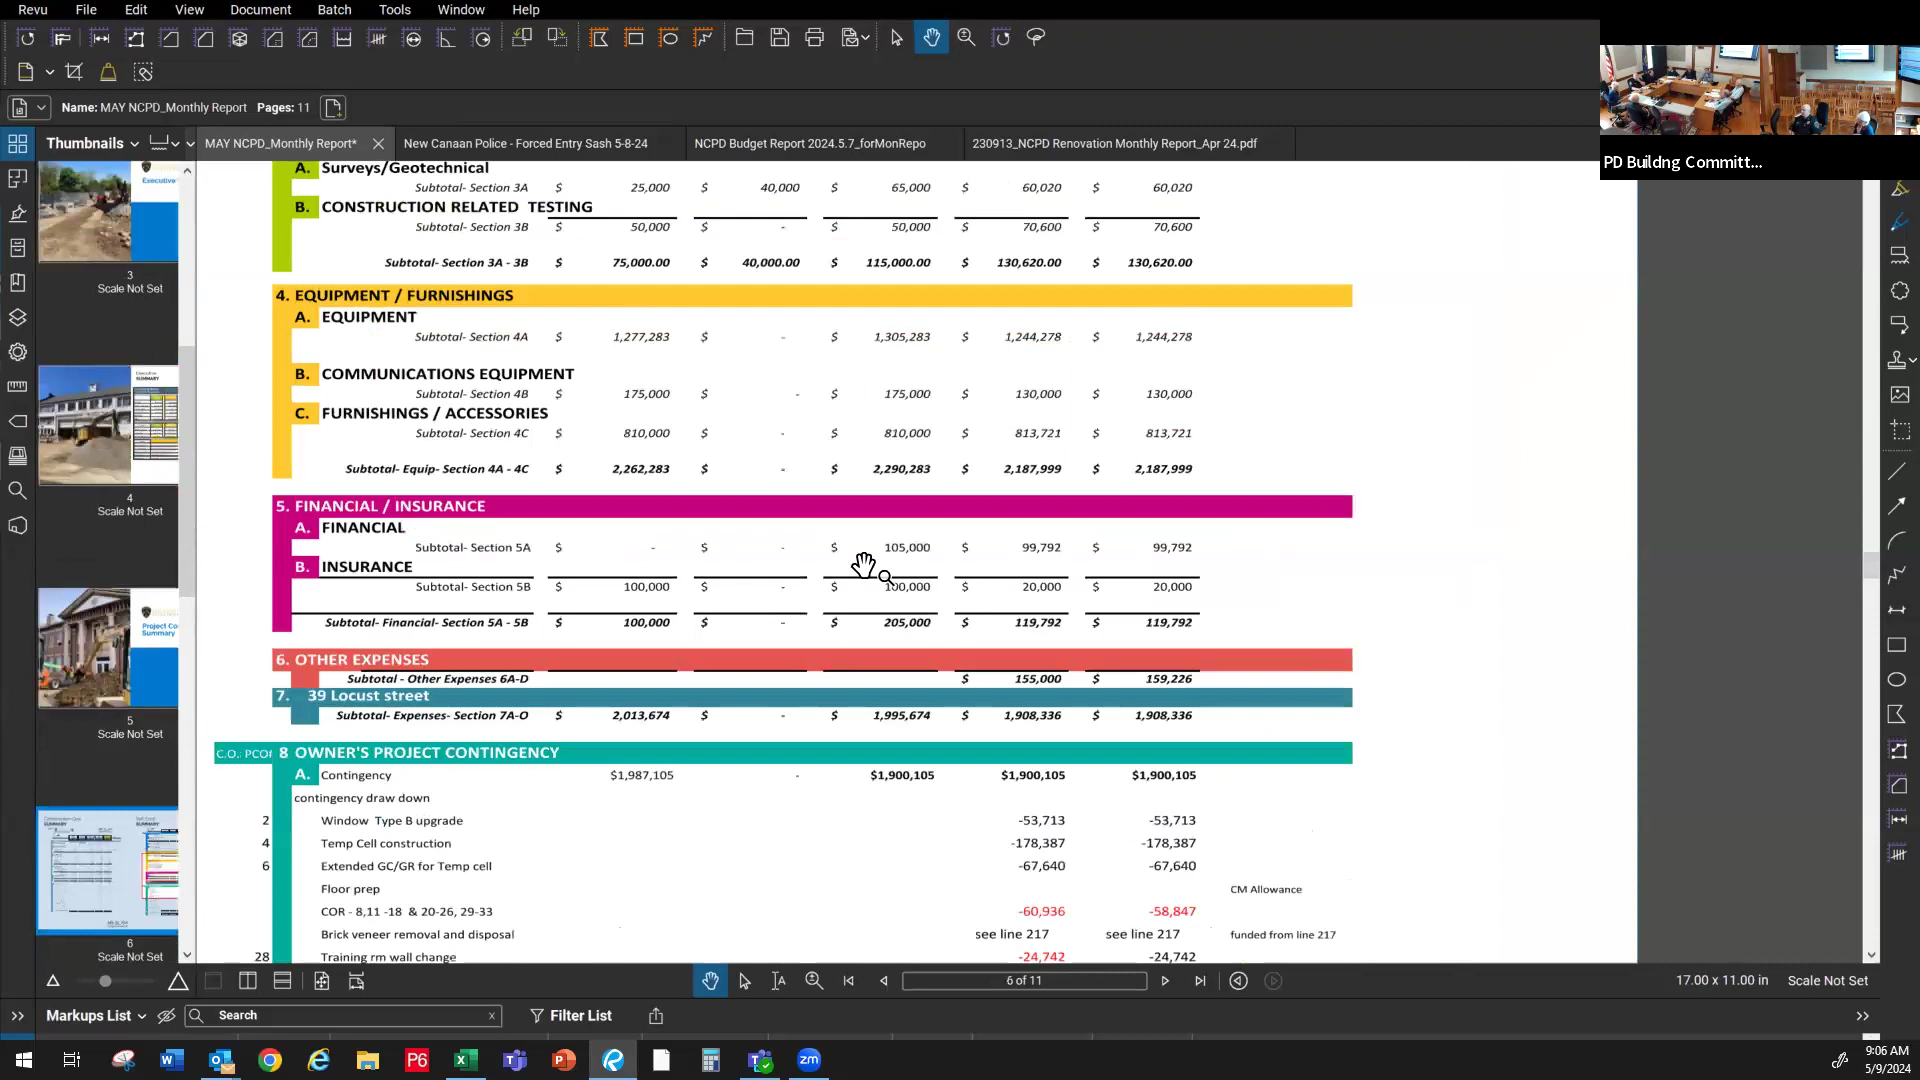 Revu File Edit View Document Batch Tools Window Help
Name: MAY NCPD_Monthly Report Pages: 11
PD Buildng Committ...
Thumbnails
MAY NCPD_Monthly Report* New Canaan Police - Forced Entry Sash 5-8-24 NCPD Budget Report 2024.5.7_forMonRepo 230913_NCPD Renovation Monthly Report_Apr 24.pdf
3
Scale Not Set
4
Scale Not Set
5
Scale Not Set
6
Scale Not Set
A. Surveys/Geotechnical
Subtotal- Section 3A $ 25,000 $ 40,000 $ 65,000 $ 60,020 $ 60,020
B. CONSTRUCTION RELATED TESTING
Subtotal- Section 3B $ 50,000 $ - $ 50,000 $ 70,600 $ 70,600
Subtotal- Section 3A - 3B $ 75,000.00 $ 40,000.00 $ 115,000.00 $ 130,620.00 $ 130,620.00
4. EQUIPMENT / FURNISHINGS
A. EQUIPMENT
Subtotal- Section 4A $ 1,277,283 $ - $ 1,305,283 $ 1,244,278 $ 1,244,278
B. COMMUNICATIONS EQUIPMENT
Subtotal- Section 4B $ 175,000 $ - $ 175,000 $ 130,000 $ 130,000
C. FURNISHINGS / ACCESSORIES
Subtotal- Section 4C $ 810,000 $ - $ 810,000 $ 813,721 $ 813,721
Subtotal- Equip- Section 4A - 4C $ 2,262,283 $ - $ 2,290,283 $ 2,187,999 $ 2,187,999
5. FINANCIAL / INSURANCE
A. FINANCIAL
Subtotal- Section 5A $ - $ - $ 105,000 $ 99,792 $ 99,792
B. INSURANCE
Subtotal- Section 5B $ 100,000 $ - $ 100,000 $ 20,000 $ 20,000
Subtotal- Financial- Section 5A - 5B $ 100,000 $ - $ 205,000 $ 119,792 $ 119,792
6. OTHER EXPENSES
Subtotal - Other Expenses 6A-D $ 155,000 $ 159,226
7. 39 Locust street
Subtotal- Expenses- Section 7A-O $ 2,013,674 $ - $ 1,995,674 $ 1,908,336 $ 1,908,336
C.O.: PCO# 8 OWNER'S PROJECT CONTINGENCY
A. Contingency $1,987,105 - $1,900,105 $1,900,105 $1,900,105
contingency draw down
2 Window Type B upgrade -53,713 -53,713
4 Temp Cell construction -178,387 -178,387
6 Extended GC/GR for Temp cell -67,640 -67,640
Floor prep CM Allowance
COR - 8,11 -18 & 20-26, 29-33 -60,936 -58,847
Brick veneer removal and disposal see line 217 see line 217 funded from line 217
28 Training rm wall change -24,742 -24,742
6 of 11
17.00 x 11.00 in Scale Not Set
Markups List Search x Filter List
9:06 AM
5/9/2024